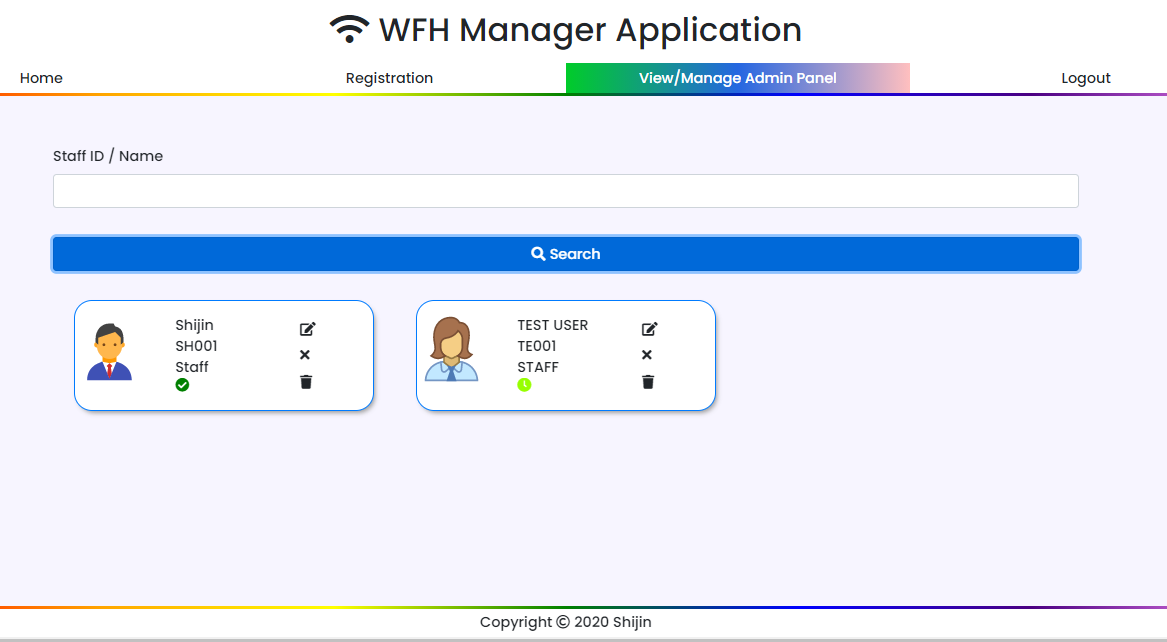 WFH Manager Application
Home Registration View/Manage Admin Panel Logout
Staff ID / Name
Search
Shijin
SH001
Staff
TEST USER
TE001
STAFF
Copyright © 2020 Shijin